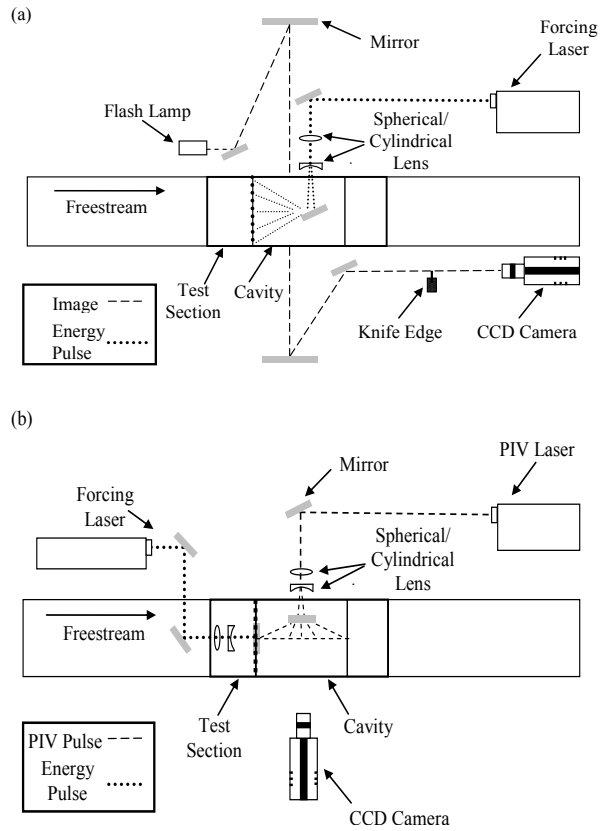 (a)
Mirror
Forcing
Laser
Flash Lamp
Spherical/
Cylindrical
Lens
Freestream
Test
Section
Cavity
Knife Edge
CCD Camera
Image
Energy
Pulse
(b)
Mirror
PIV Laser
Forcing
Laser
Spherical/
Cylindrical
Lens
Freestream
Test
Section
Cavity
CCD Camera
PIV Pulse
Energy
Pulse